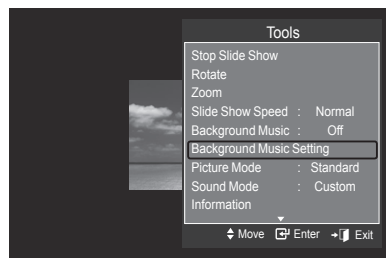 Tools
Stop Slide Show
Rotate
Zoom
Slide Show Speed : Normal
Background Music : Off
Background Music Setting
Picture Mode : Standard
Sound Mode : Custom
Information
Move Enter Exit